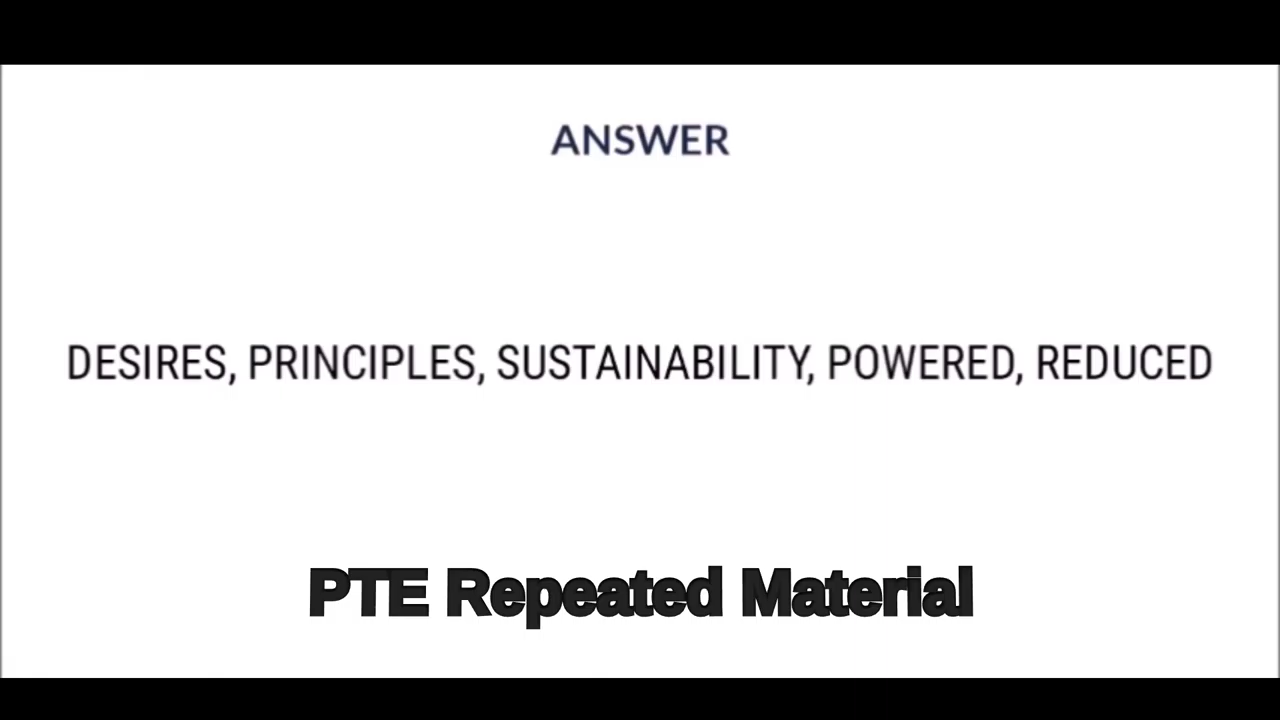 ANSWER
DESIRES, PRINCIPLES, SUSTAINABILITY, POWERED, REDUCED
PTE Repeated Material